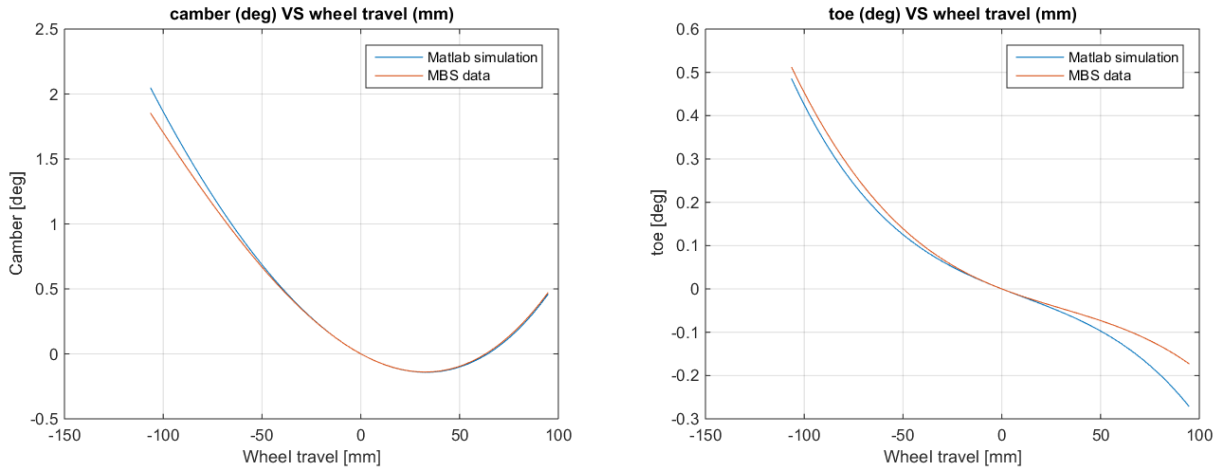 camber (deg) VS wheel travel (mm)
2.5
2
1.5
1
0.5
0
-0.5
Camber [deg]
-150
-100
-50
0
50
100
Wheel travel [mm]
Matlab simulation
MBS data
toe (deg) VS wheel travel (mm)
0.6
0.5
0.4
0.3
0.2
0.1
0
-0.1
-0.2
-0.3
toe [deg]
-150
-100
-50
0
50
100
Wheel travel [mm]
Matlab simulation
MBS data